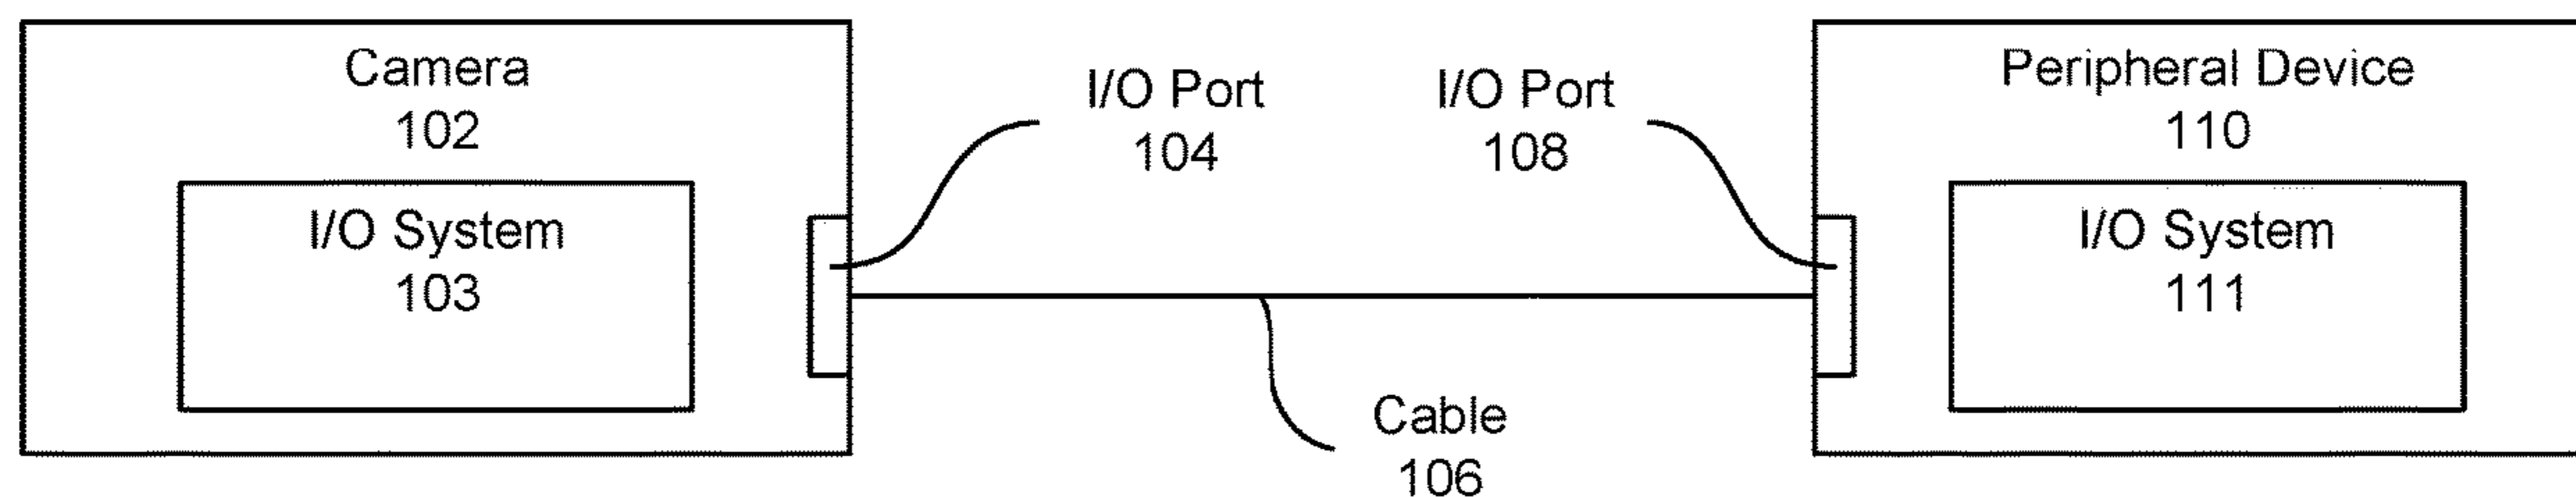 Camera
102
I/O System
103
I/O Port
104
I/O Port
108
Cable
106
Peripheral Device
110
I/O System
111